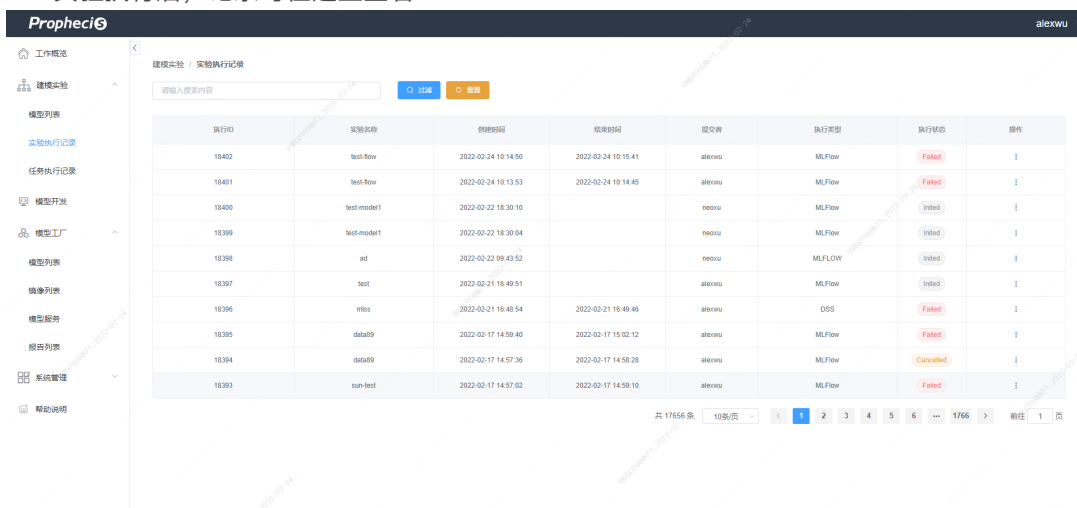 Prophecis
alexwu
工作概览
建模实验 / 实验执行记录
建模实验
请输入搜索内容
过滤
重置
模型列表
实验执行记录
任务执行记录
模型开发
模型工厂
模型列表
镜像列表
模型服务
报告列表
系统管理
帮助说明
执行ID 实验名称 创建时间 结束时间 提交者 执行类型 执行状态 操作
18402 test-flow 2022-02-24 10:14:50 2022-02-24 10:15:41 alexwu MLFlow Failed
18401 test-flow 2022-02-24 10:13:53 2022-02-24 10:14:45 alexwu MLFlow Failed
18400 test-model1 2022-02-22 18:30:10 neoxu MLFlow Inited
18399 test-model1 2022-02-22 18:30:04 neoxu MLFlow Inited
18398 ad 2022-02-22 09:43:52 neoxu MLFLOW Inited
18397 test 2022-02-21 16:49:51 alexwu MLFlow Inited
18396 mlss 2022-02-21 16:48:54 2022-02-21 16:49:46 alexwu DSS Failed
18395 data89 2022-02-17 14:59:40 2022-02-17 15:02:12 alexwu MLFlow Failed
18394 data89 2022-02-17 14:57:36 2022-02-17 14:58:28 alexwu MLFlow Cancelled
18393 sun-test 2022-02-17 14:57:02 2022-02-17 14:59:10 alexwu MLFlow Failed
共 17656 条 10条/页 < 1 2 3 4 5 6 ••• 1766 > 前往 1 页